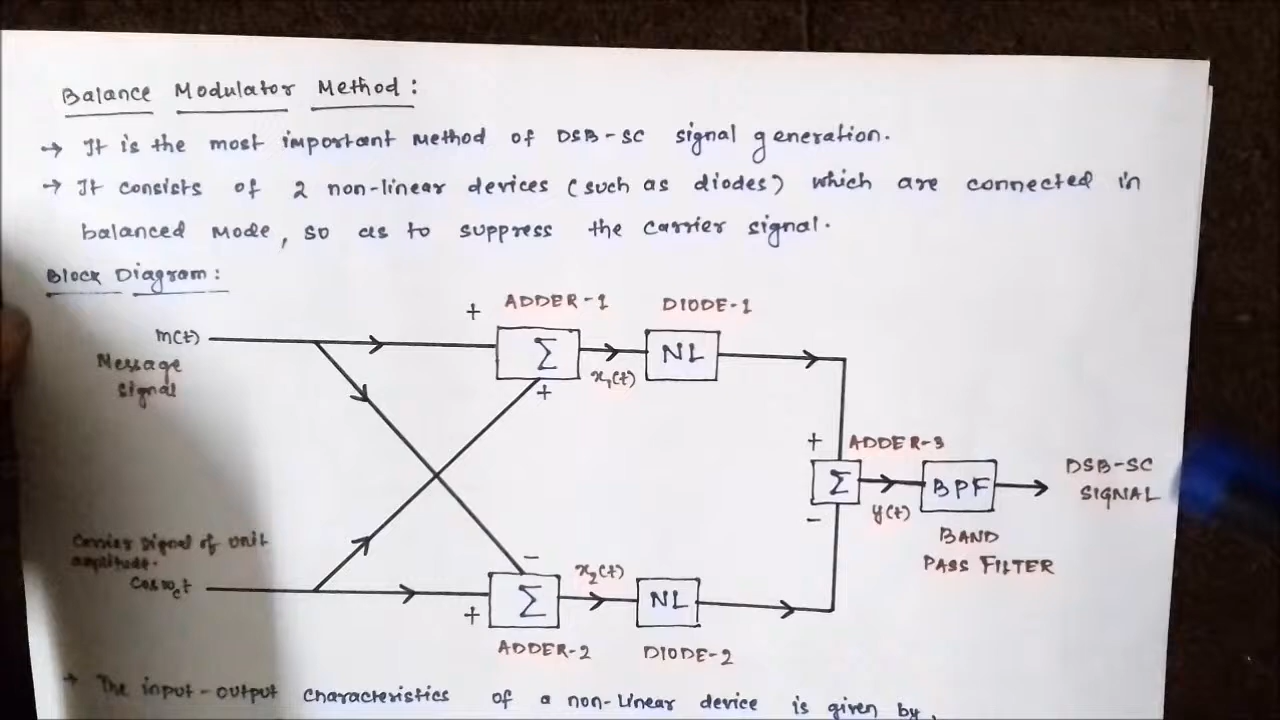 Balance Modulator Method:
→ It is the most important method of DSB-SC signal generation.
→ It consists of 2 non-linear devices (such as diodes) which are connected in
balanced mode, so as to suppress the carrier signal.
Block Diagram:
ADDER-1 DIODE-1
+
m(t) Σ NL
Message
Signal
x₁(t)
+
+ ADDER-3
Σ BPF
DSB-SC
SIGNAL
- y(t)
BAND
PASS FILTER
Carrier signal of unit
amplitude.
cos ω_c t
- x₂(t)
+ Σ NL
ADDER-2 DIODE-2
→ The input-output characteristics of a non-linear device is given by,